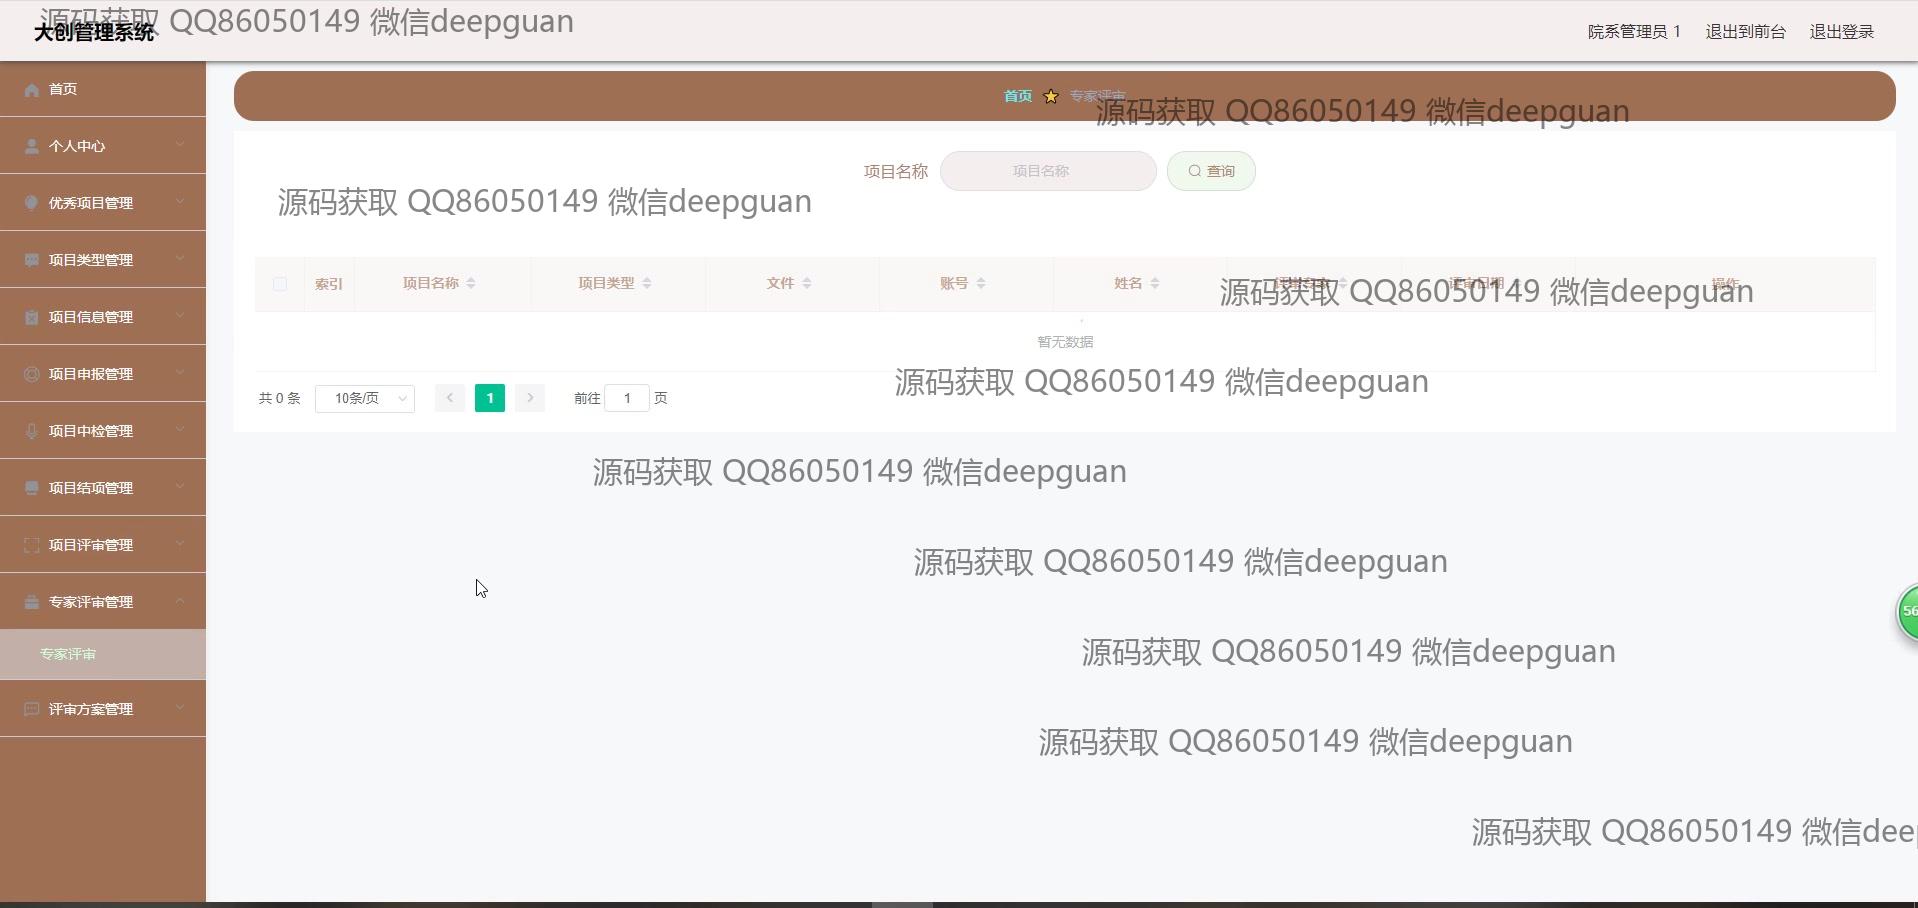 源码获取 QQ86050149 微信deepguan
大创管理系统
院系管理员 1 退出到前台 退出登录
首页
个人中心
优秀项目管理
项目类型管理
项目信息管理
项目申报管理
项目中检管理
项目结项管理
项目评审管理
专家评审管理
专家评审
评审方案管理
首页 专家评审
源码获取 QQ86050149 微信deepguan
项目名称 项目名称 查询
源码获取 QQ86050149 微信deepguan
索引 项目名称 项目类型 文件 账号 姓名 评审专家 评审日期 操作
源码获取 QQ86050149 微信deepguan
暂无数据
源码获取 QQ86050149 微信deepguan
共 0 条 10条/页 1 前往 1 页
源码获取 QQ86050149 微信deepguan
源码获取 QQ86050149 微信deepguan
56
源码获取 QQ86050149 微信deepguan
源码获取 QQ86050149 微信deepguan
源码获取 QQ86050149 微信deep